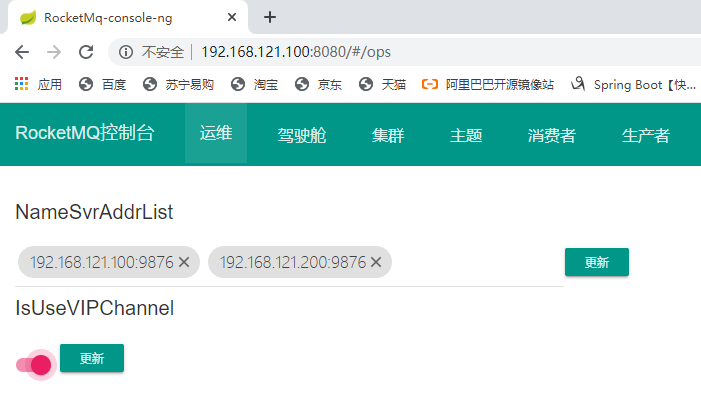 RocketMq-console-ng
不安全 192.168.121.100:8080/#/ops
应用 百度 苏宁易购 淘宝 京东 天猫 阿里巴巴开源镜像站 Spring Boot【快...
RocketMQ控制台 运维 驾驶舱 集群 主题 消费者 生产者
NameSvrAddrList
192.168.121.100:9876 192.168.121.200:9876 更新
IsUseVIPChannel
更新